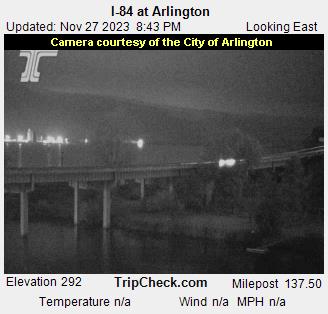 I-84 at Arlington
Updated: Nov 27 2023 8:43 PM Looking East
Camera courtesy of the City of Arlington
Elevation 292 TripCheck.com Milepost 137.50
Temperature n/a Wind n/a MPH n/a